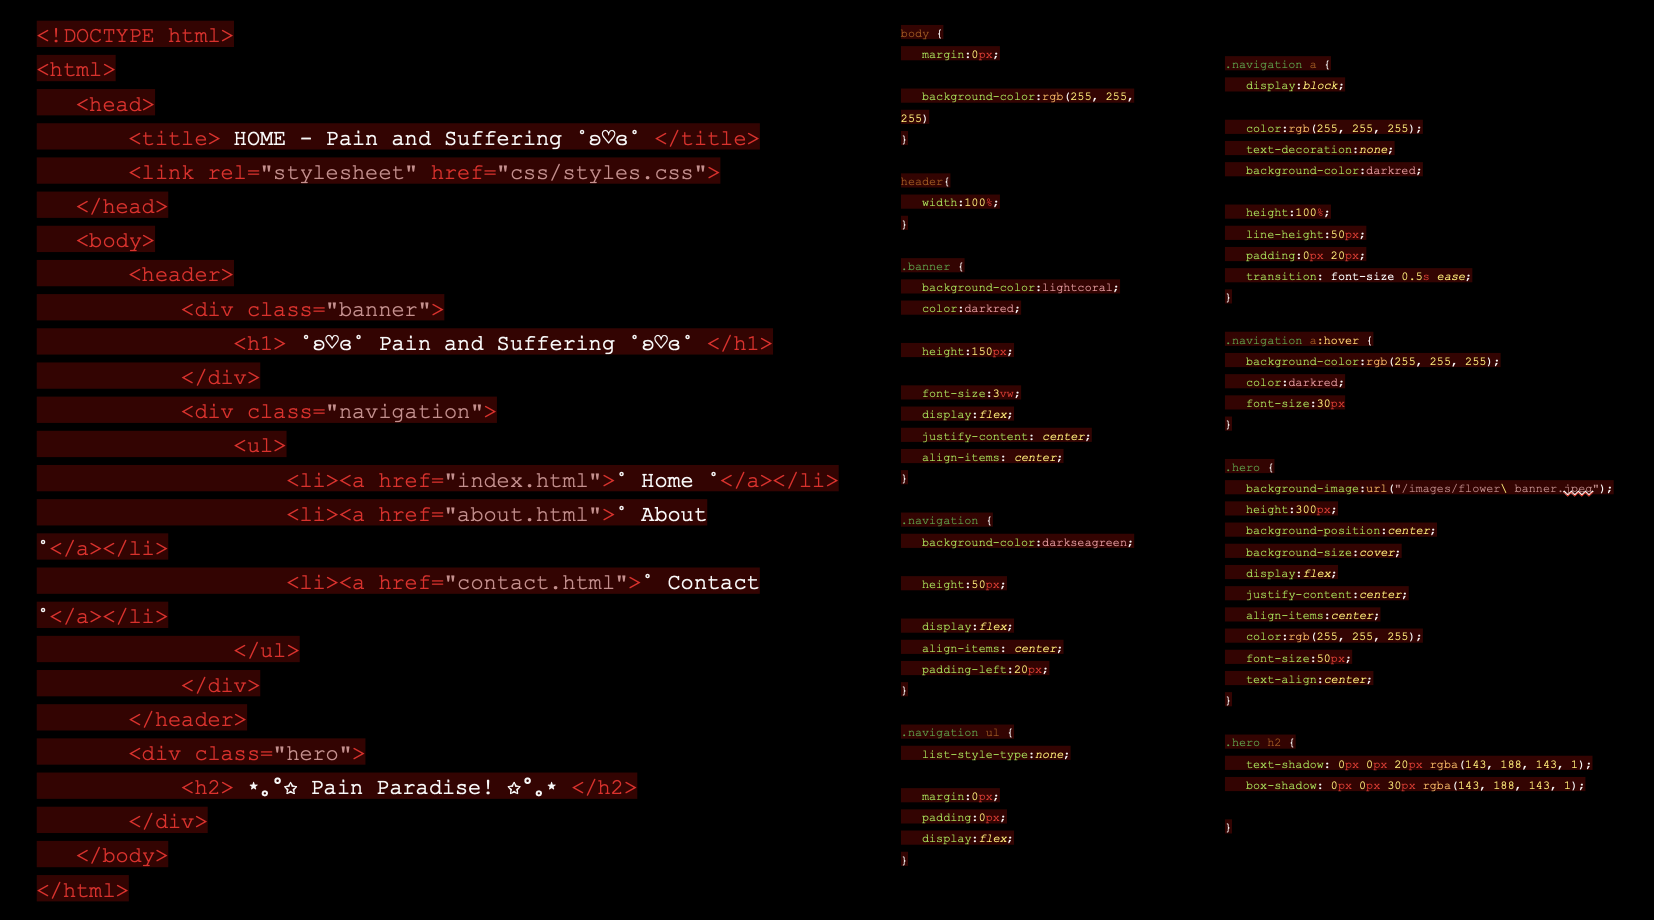 <!DOCTYPE html>
<html>
<head>
<title> HOME - Pain and Suffering ˚ʚ♡ɞ˚ </title>
<link rel="stylesheet" href="css/styles.css">
</head>
<body>
<header>
<div class="banner">
<h1> ˚ʚ♡ɞ˚ Pain and Suffering ˚ʚ♡ɞ˚ </h1>
</div>
<div class="navigation">
<ul>
<li><a href="index.html">˚ Home ˚</a></li>
<li><a href="about.html">˚ About
˚</a></li>
<li><a href="contact.html">˚ Contact
˚</a></li>
</ul>
</div>
</header>
<div class="hero">
<h2> ⋆｡˚✩ Pain Paradise! ✩˚｡⋆ </h2>
</div>
</body>
</html>
body {
margin:0px;
background-color:rgb(255, 255,
255)
}
header{
width:100%;
}
.banner {
background-color:lightcoral;
color:darkred;
height:150px;
font-size:3vw;
display:flex;
justify-content: center;
align-items: center;
}
.navigation {
background-color:darkseagreen;
height:50px;
display:flex;
align-items: center;
padding-left:20px;
}
.navigation ul {
list-style-type:none;
margin:0px;
padding:0px;
display:flex;
}
.navigation a {
display:block;
color:rgb(255, 255, 255);
text-decoration:none;
background-color:darkred;
height:100%;
line-height:50px;
padding:0px 20px;
transition: font-size 0.5s ease;
}
.navigation a:hover {
background-color:rgb(255, 255, 255);
color:darkred;
font-size:30px
}
.hero {
background-image:url("/images/flower\ banner.jpeg");
height:300px;
background-position:center;
background-size:cover;
display:flex;
justify-content:center;
align-items:center;
color:rgb(255, 255, 255);
font-size:50px;
text-align:center;
}
.hero h2 {
text-shadow: 0px 0px 20px rgba(143, 188, 143, 1);
box-shadow: 0px 0px 30px rgba(143, 188, 143, 1);
}